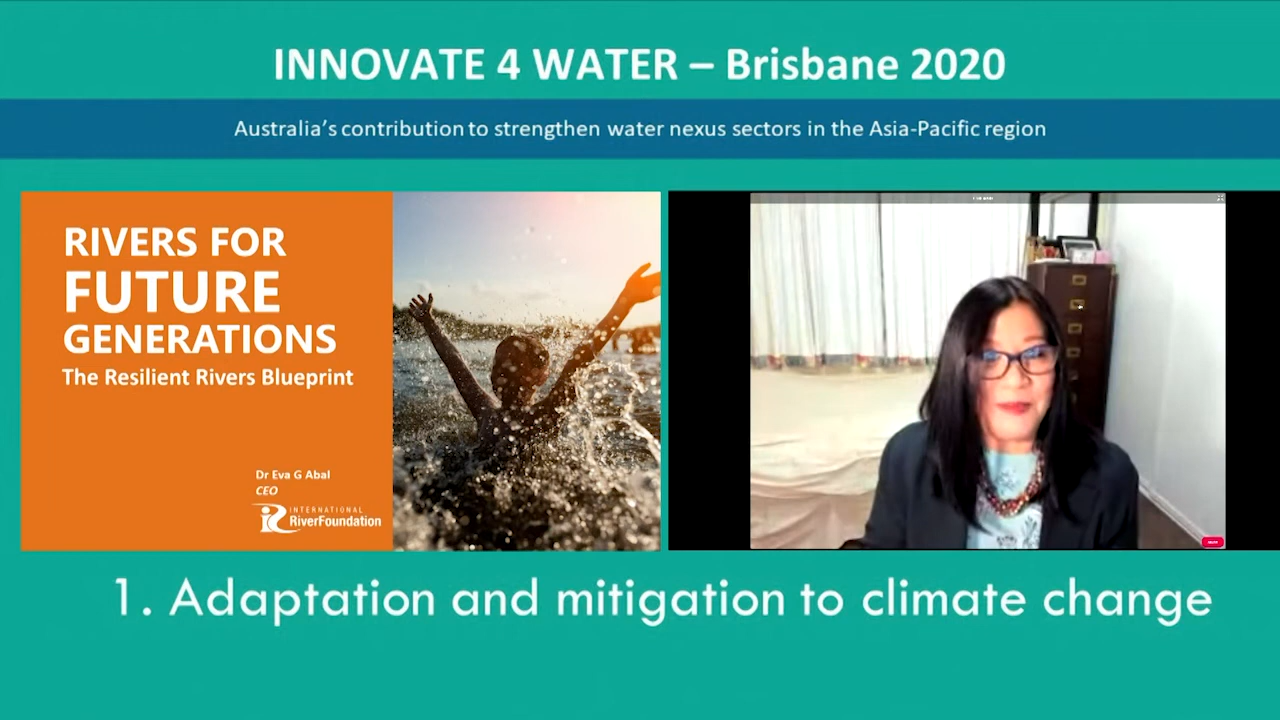 INNOVATE 4 WATER – Brisbane 2020
Australia's contribution to strengthen water nexus sectors in the Asia-Pacific region
RIVERS FOR
FUTURE
GENERATIONS
The Resilient Rivers Blueprint
Dr Eva G Abal
CEO
INTERNATIONAL
RiverFoundation
1. Adaptation and mitigation to climate change